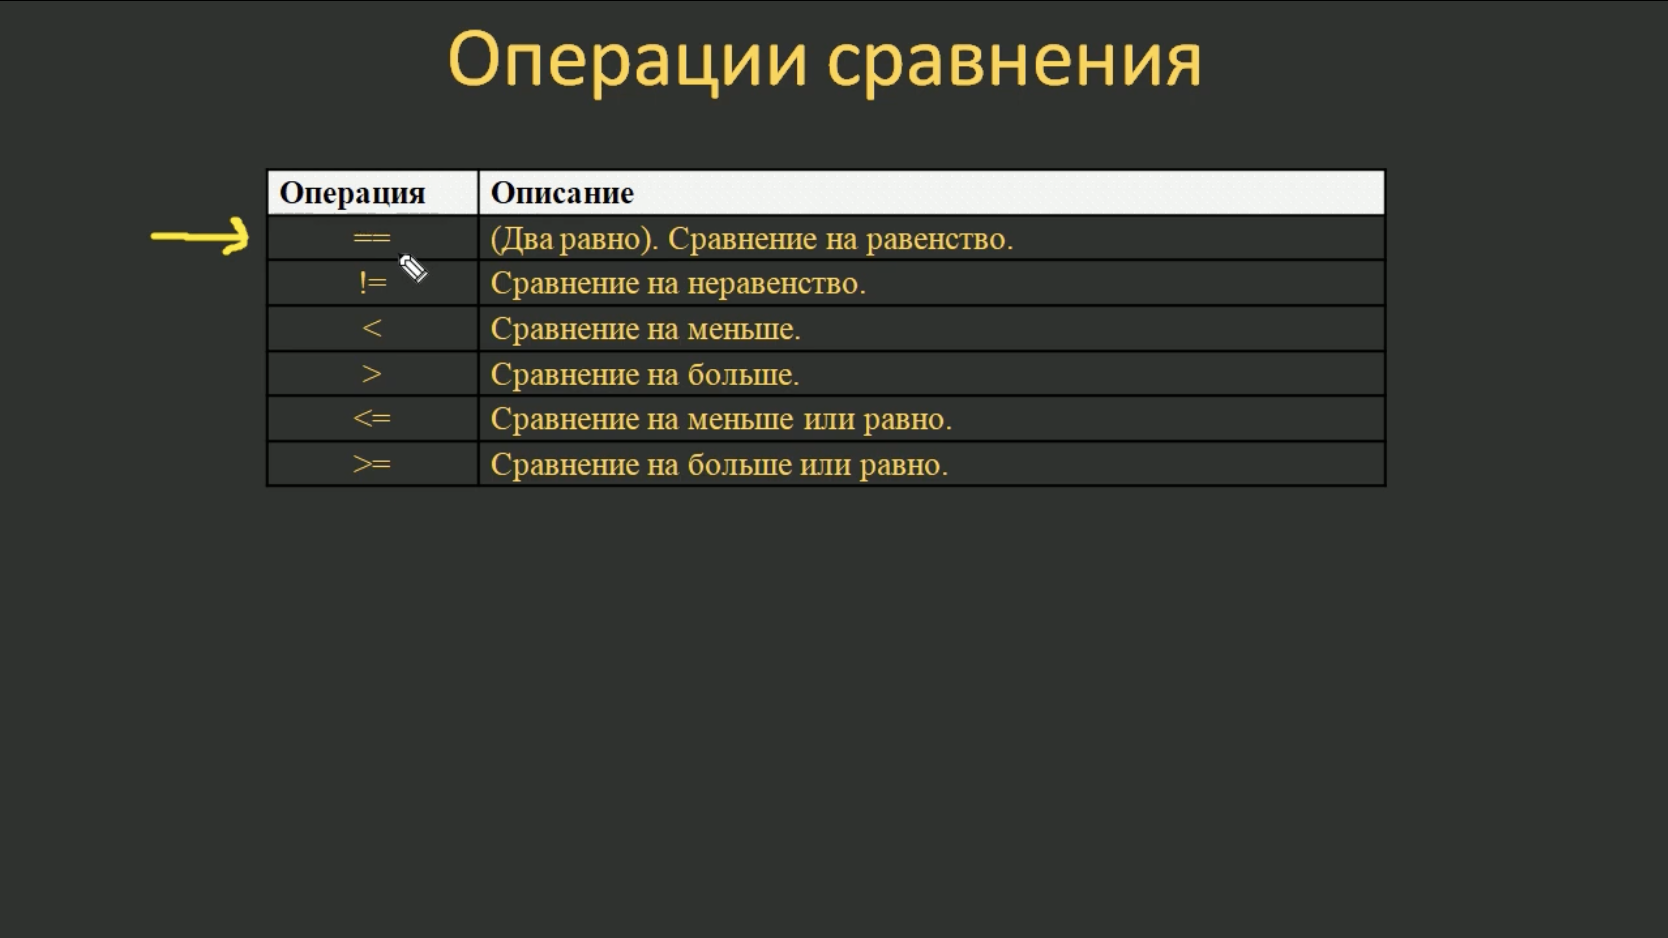 Операции сравнения
Операция Описание
== (Два равно). Сравнение на равенство.
!= Сравнение на неравенство.
< Сравнение на меньше.
> Сравнение на больше.
<= Сравнение на меньше или равно.
>= Сравнение на больше или равно.